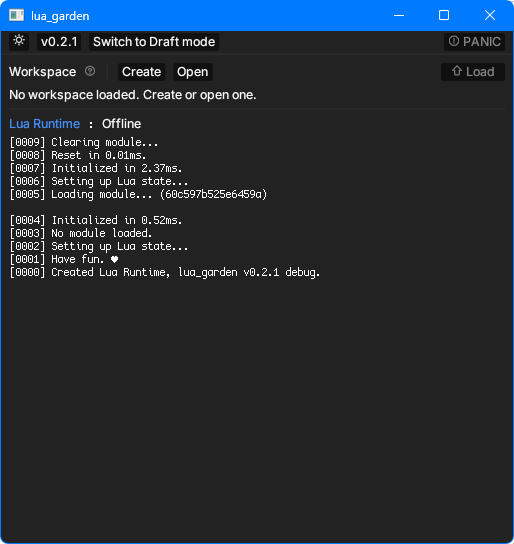 lua_garden
v0.2.1 Switch to Draft mode PANIC
Workspace Create Open Load
No workspace loaded. Create or open one.
Lua Runtime : Offline
[0009] Clearing module...
[0008] Reset in 0.01ms.
[0007] Initialized in 2.37ms.
[0006] Setting up Lua state...
[0005] Loading module... (60c597b525e6459a)
[0004] Initialized in 0.52ms.
[0003] No module loaded.
[0002] Setting up Lua state...
[0001] Have fun. ♥
[0000] Created Lua Runtime, lua_garden v0.2.1 debug.